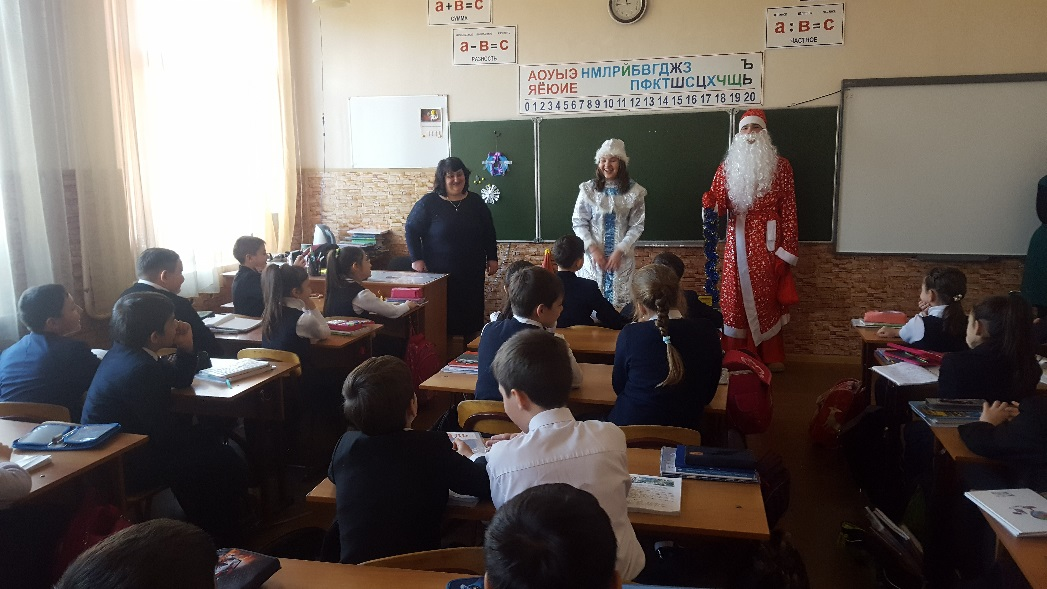 а+в=с
СУММА
а-в=с
РАЗНОСТЬ
а:в=с
ЧАСТНОЕ
АОУЫЭ НМЛРЙБВГДЖЗ Ъ
ЯЁЮИЕ ПФКТШСЦХЧЩ Ь
0 1 2 3 4 5 6 7 8 9 10 11 12 13 14 15 16 17 18 19 20